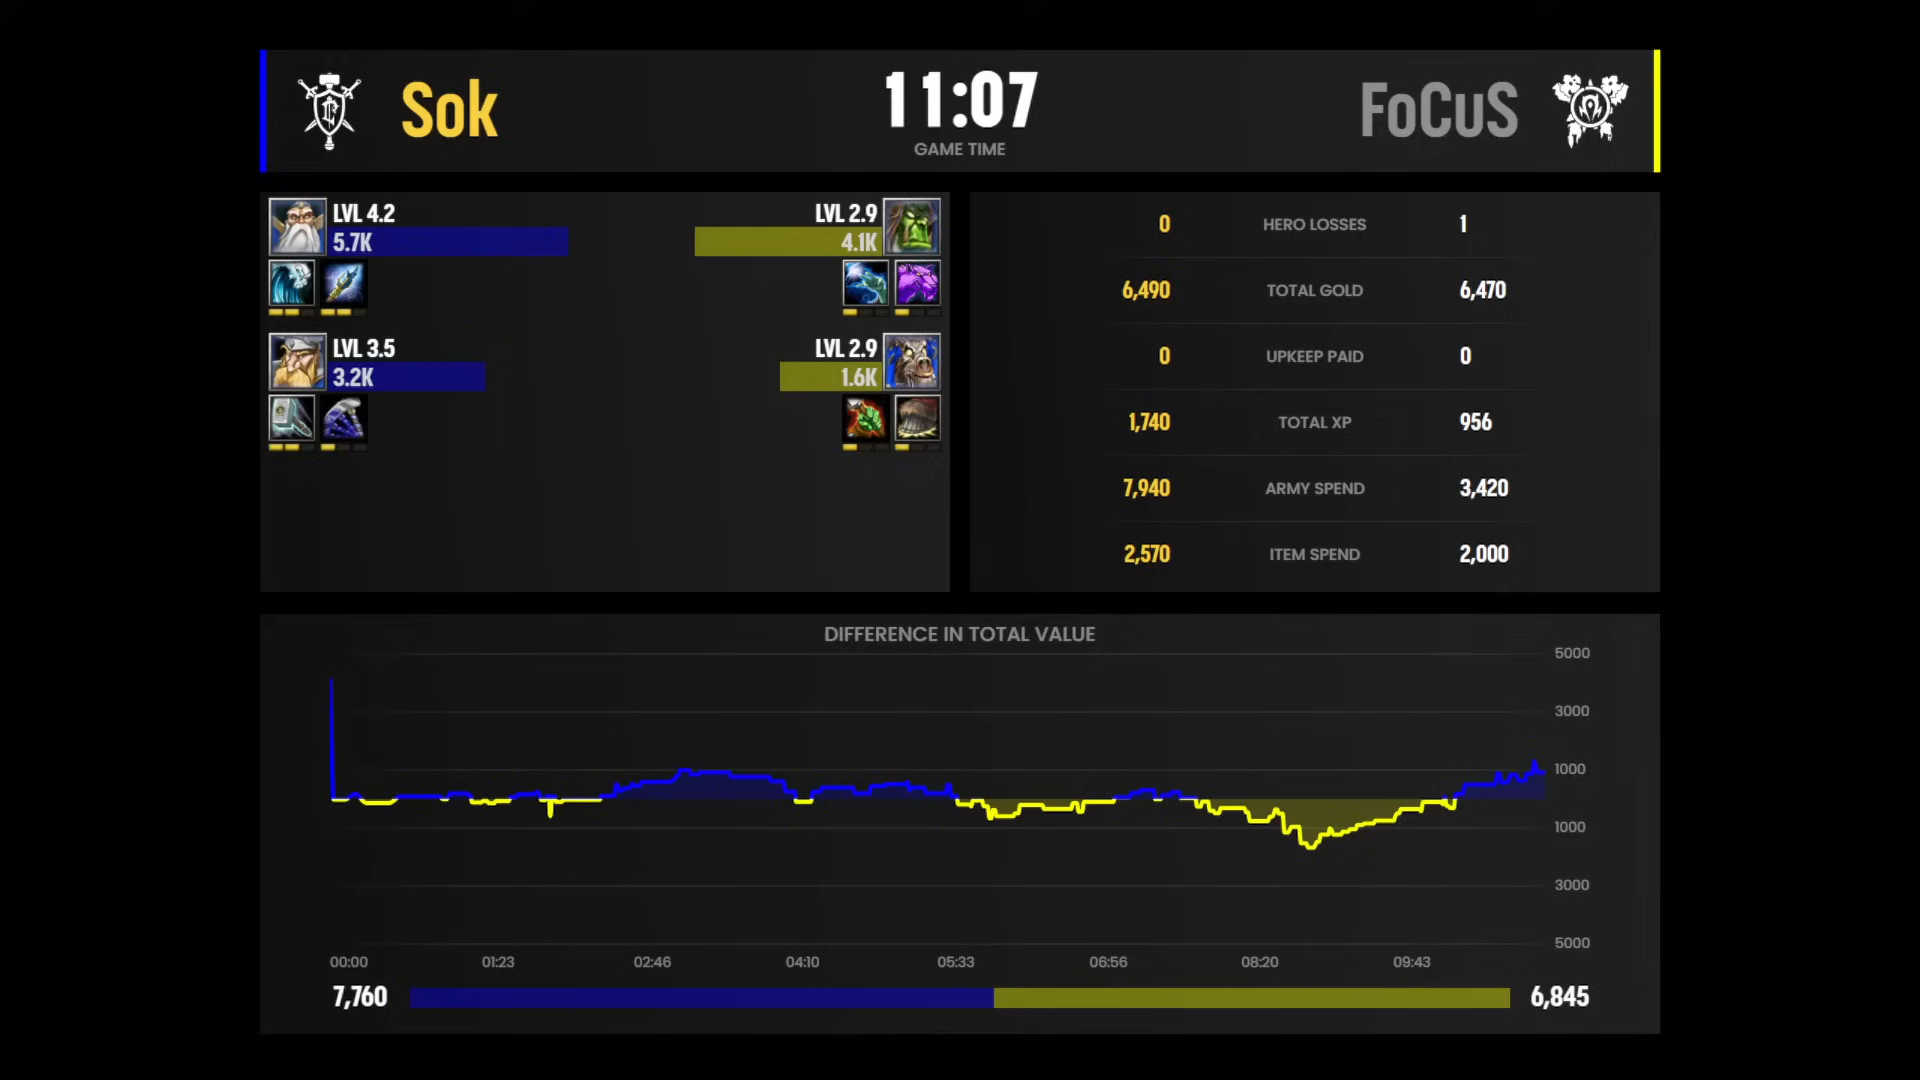 Sok
11:07
GAME TIME
FoCuS
LVL 4.2
5.7K
LVL 2.9
4.1K
LVL 3.5
3.2K
LVL 2.9
1.6K
0 HERO LOSSES 1
6,490 TOTAL GOLD 6,470
0 UPKEEP PAID 0
1,740 TOTAL XP 956
7,940 ARMY SPEND 3,420
2,570 ITEM SPEND 2,000
DIFFERENCE IN TOTAL VALUE
5000
3000
1000
1000
3000
5000
00:00 01:23 02:46 04:10 05:33 06:56 08:20 09:43
7,760 6,845